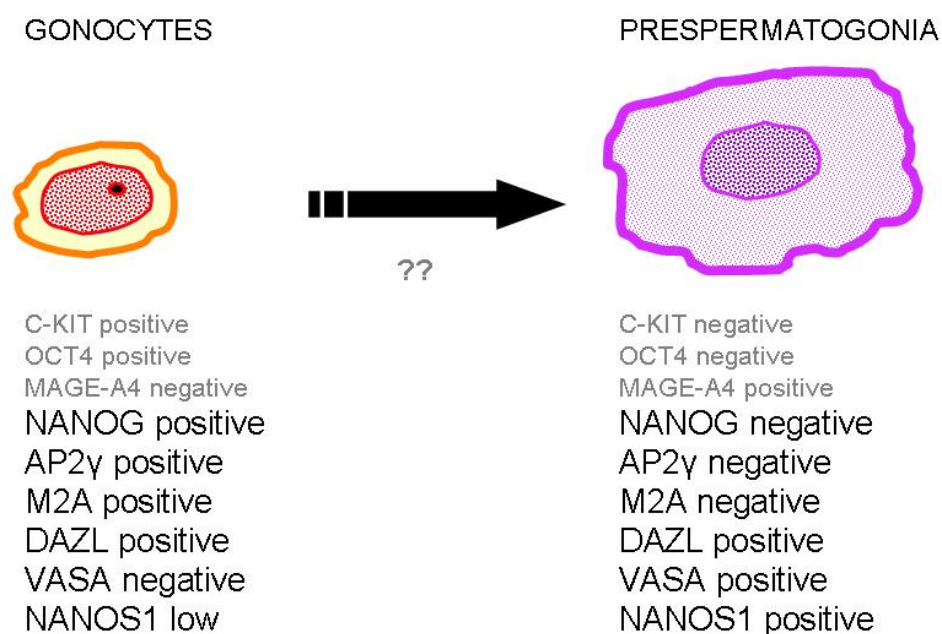 GONOCYTES
PRESPERMATOGONIA
??
C-KIT positive
OCT4 positive
MAGE-A4 negative
NANOG positive
AP2γ positive
M2A positive
DAZL positive
VASA negative
NANOS1 low
C-KIT negative
OCT4 negative
MAGE-A4 positive
NANOG negative
AP2γ negative
M2A negative
DAZL positive
VASA positive
NANOS1 positive